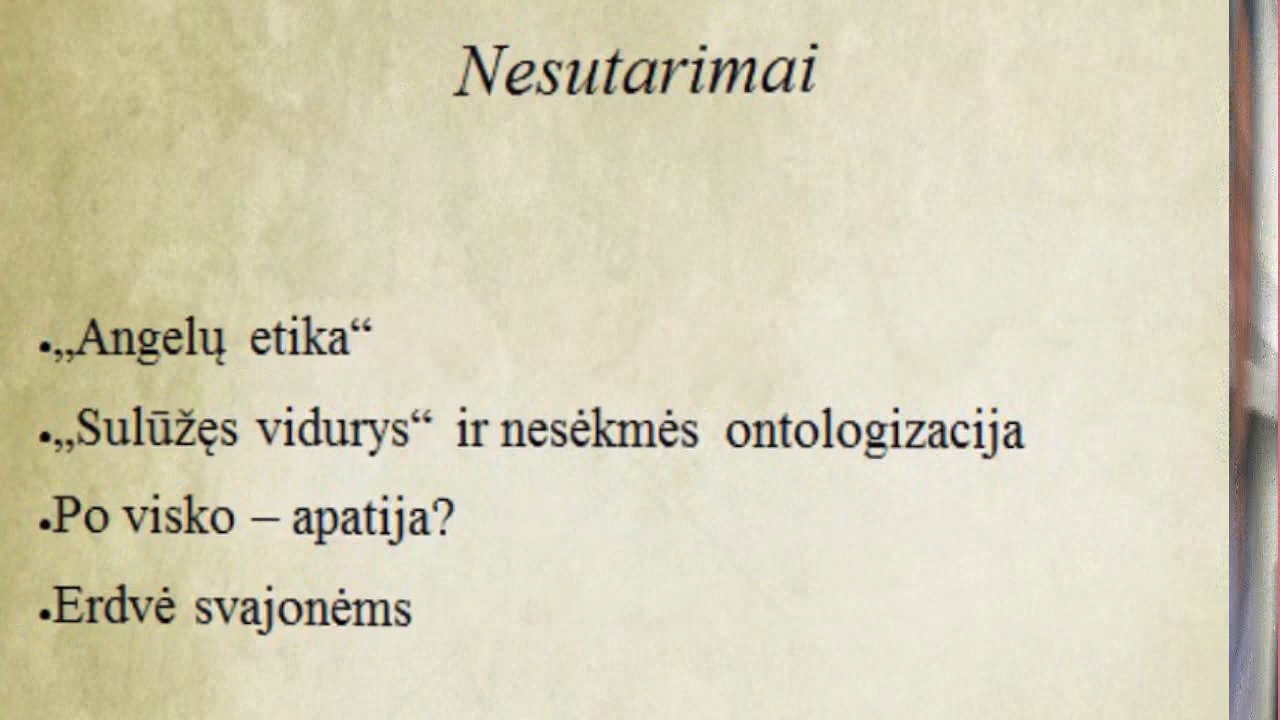 Nesutarimai
•„Angelų etika“
•„Sulūžęs vidurys“ ir nesėkmės ontologizacija
•Po visko – apatija?
•Erdvė svajonėms